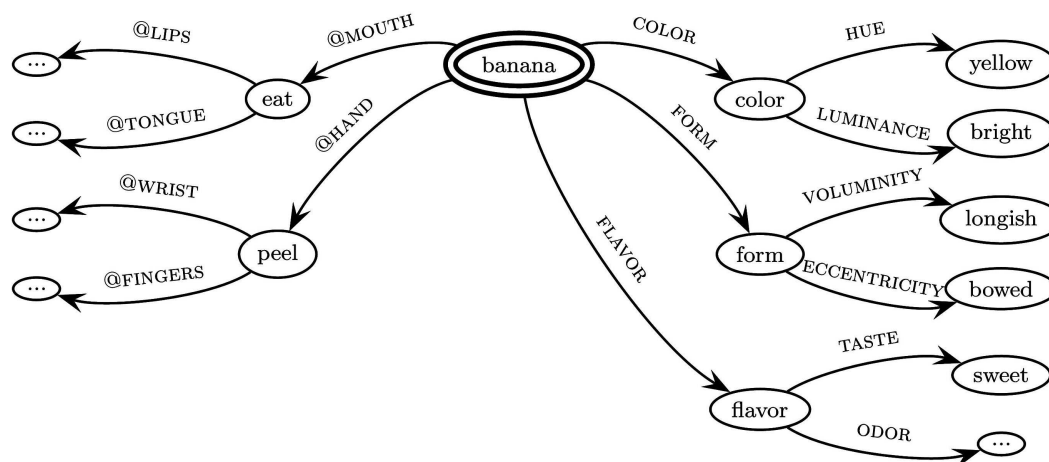 @LIPS
@MOUTH
COLOR
HUE
...
banana
yellow
eat
color
@TONGUE
@HAND
FORM
LUMINANCE
...
bright
@WRIST
VOLUMINITY
...
longish
peel
FLAVOR
form
@FINGERS
ECCENTRICITY
...
bowed
TASTE
sweet
flavor
ODOR
...